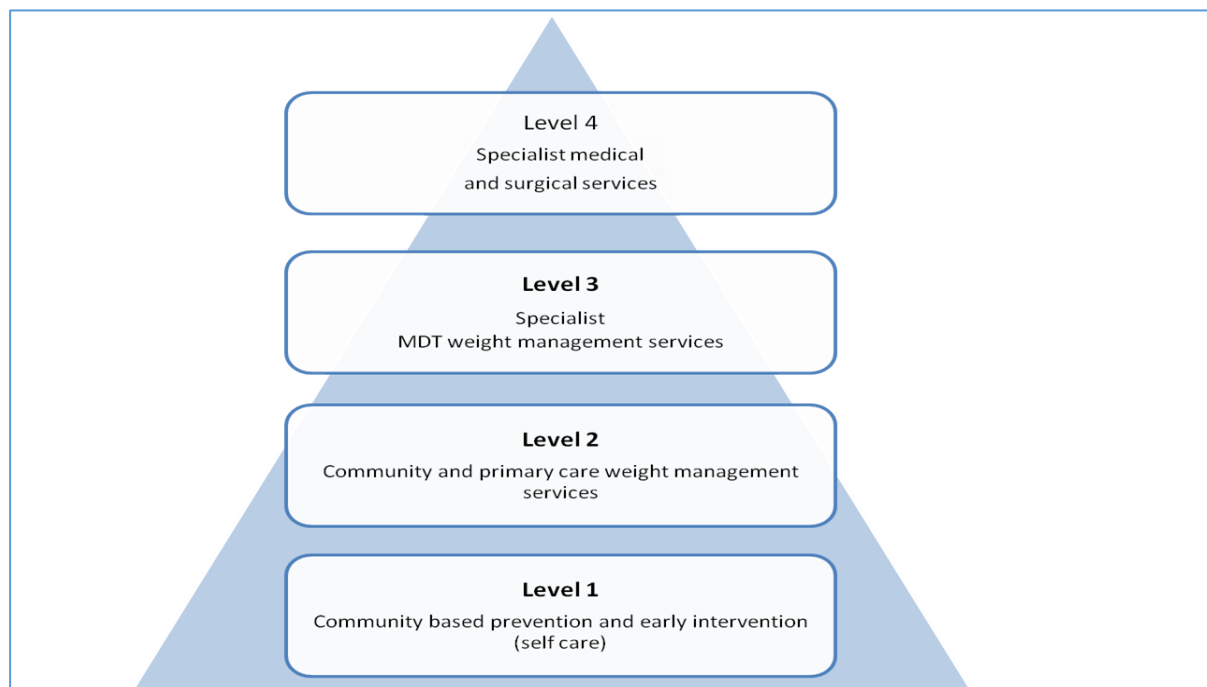 Level 4
Specialist medical
and surgical services
Level 3
Specialist
MDT weight management services
Level 2
Community and primary care weight management
services
Level 1
Community based prevention and early intervention
(self care)